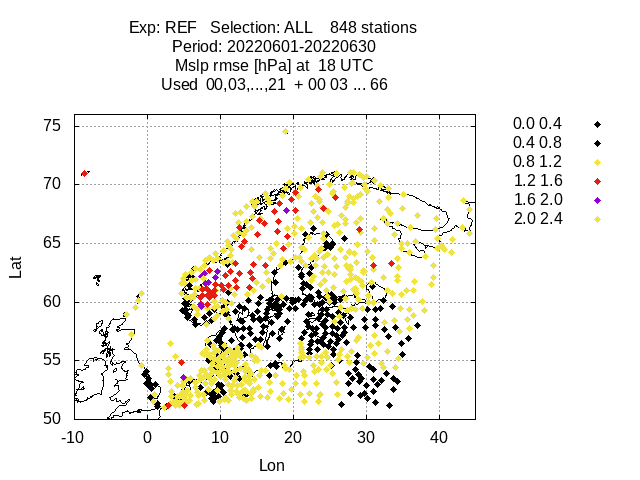 Exp: REF   Selection: ALL    848 stations
Period: 20220601-20220630
Mslp rmse [hPa] at  18 UTC
Used  00,03,...,21  + 00 03 ... 66
75
70
65
60
55
50
Lat
-10 0 10 20 30 40
Lon
0.0 0.4
0.4 0.8
0.8 1.2
1.2 1.6
1.6 2.0
2.0 2.4